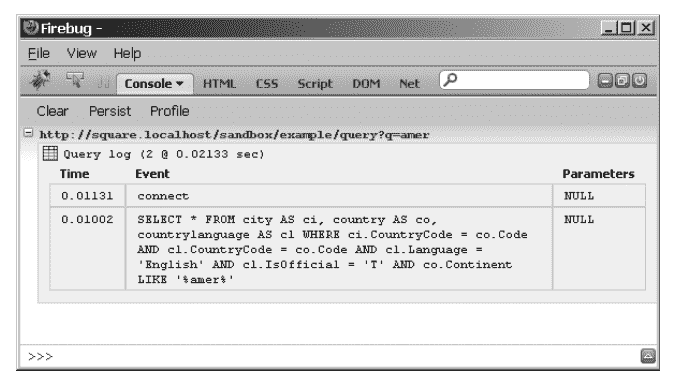 Firebug -
File View Help
Console HTML CSS Script DOM Net
Clear Persist Profile
http://square.localhost/sandbox/example/query?q=amer
Query log (2 @ 0.02133 sec)
Time Event Parameters
0.01131 connect NULL
0.01002 SELECT * FROM city AS ci, country AS co, NULL
countrylanguage AS cl WHERE ci.CountryCode = co.Code
AND cl.CountryCode = co.Code AND cl.Language =
'English' AND cl.IsOfficial = 'T' AND co.Continent
LIKE '%amer%'
>>>